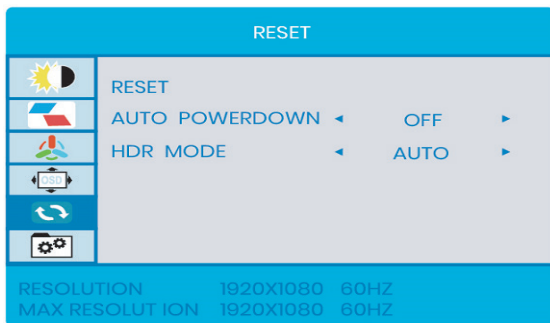 RESET
RESET
AUTO POWERDOWN ◄ OFF ►
HDR MODE ◄ AUTO ►
OSD
RESOLUTION 1920X1080 60HZ
MAX RESOLUT ION 1920X1080 60HZ